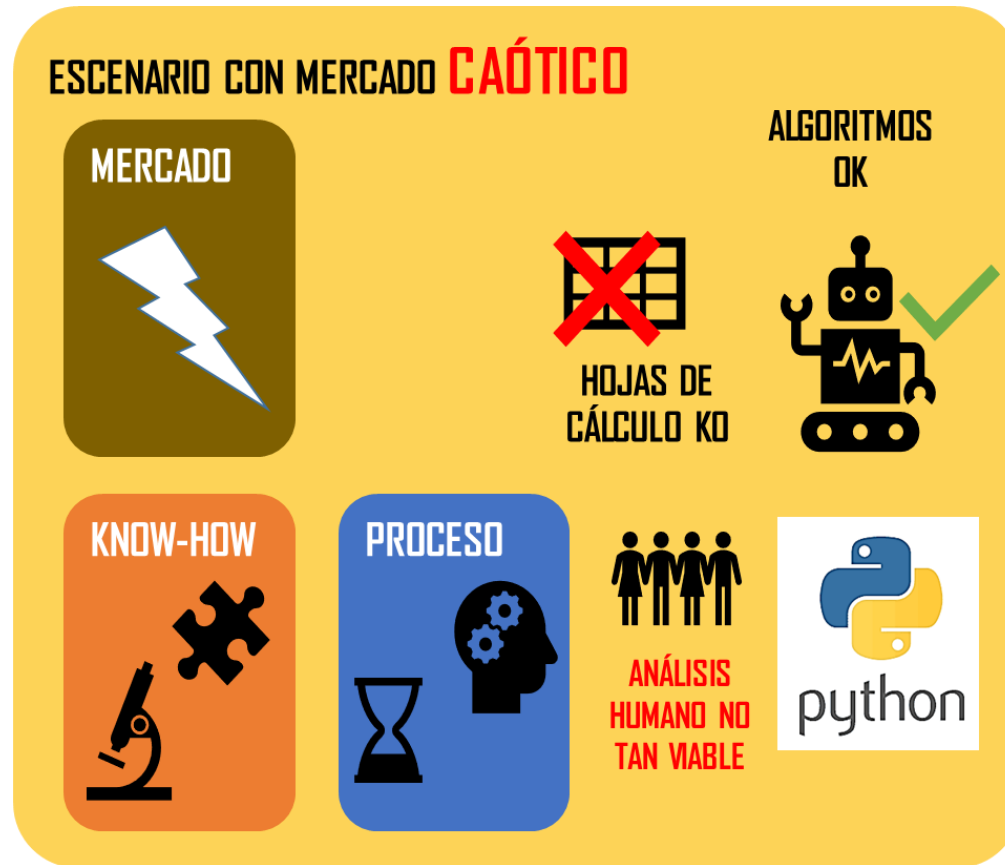 ESCENARIO CON MERCADO CAÓTICO
MERCADO
ALGORITMOS
OK
HOJAS DE
CÁLCULO KO
KNOW-HOW
PROCESO
ANÁLISIS
HUMANO NO
TAN VIABLE
python